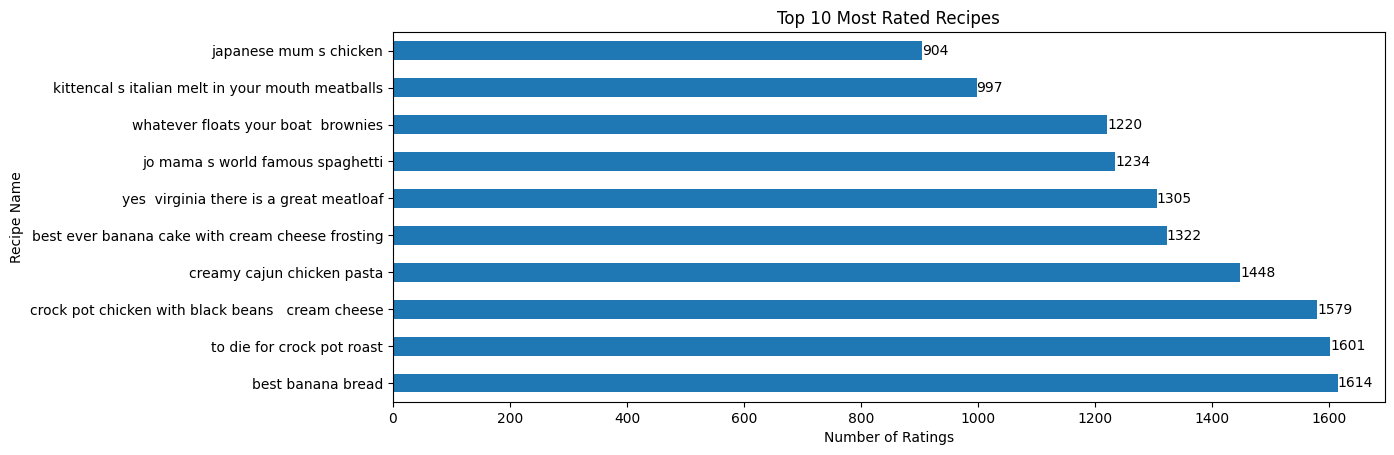 Top 10 Most Rated Recipes
Recipe Name
japanese mum s chicken 904
kittencal s italian melt in your mouth meatballs 997
whatever floats your boat  brownies 1220
jo mama s world famous spaghetti 1234
yes  virginia there is a great meatloaf 1305
best ever banana cake with cream cheese frosting 1322
creamy cajun chicken pasta 1448
crock pot chicken with black beans   cream cheese 1579
to die for crock pot roast 1601
best banana bread 1614
0 200 400 600 800 1000 1200 1400 1600
Number of Ratings